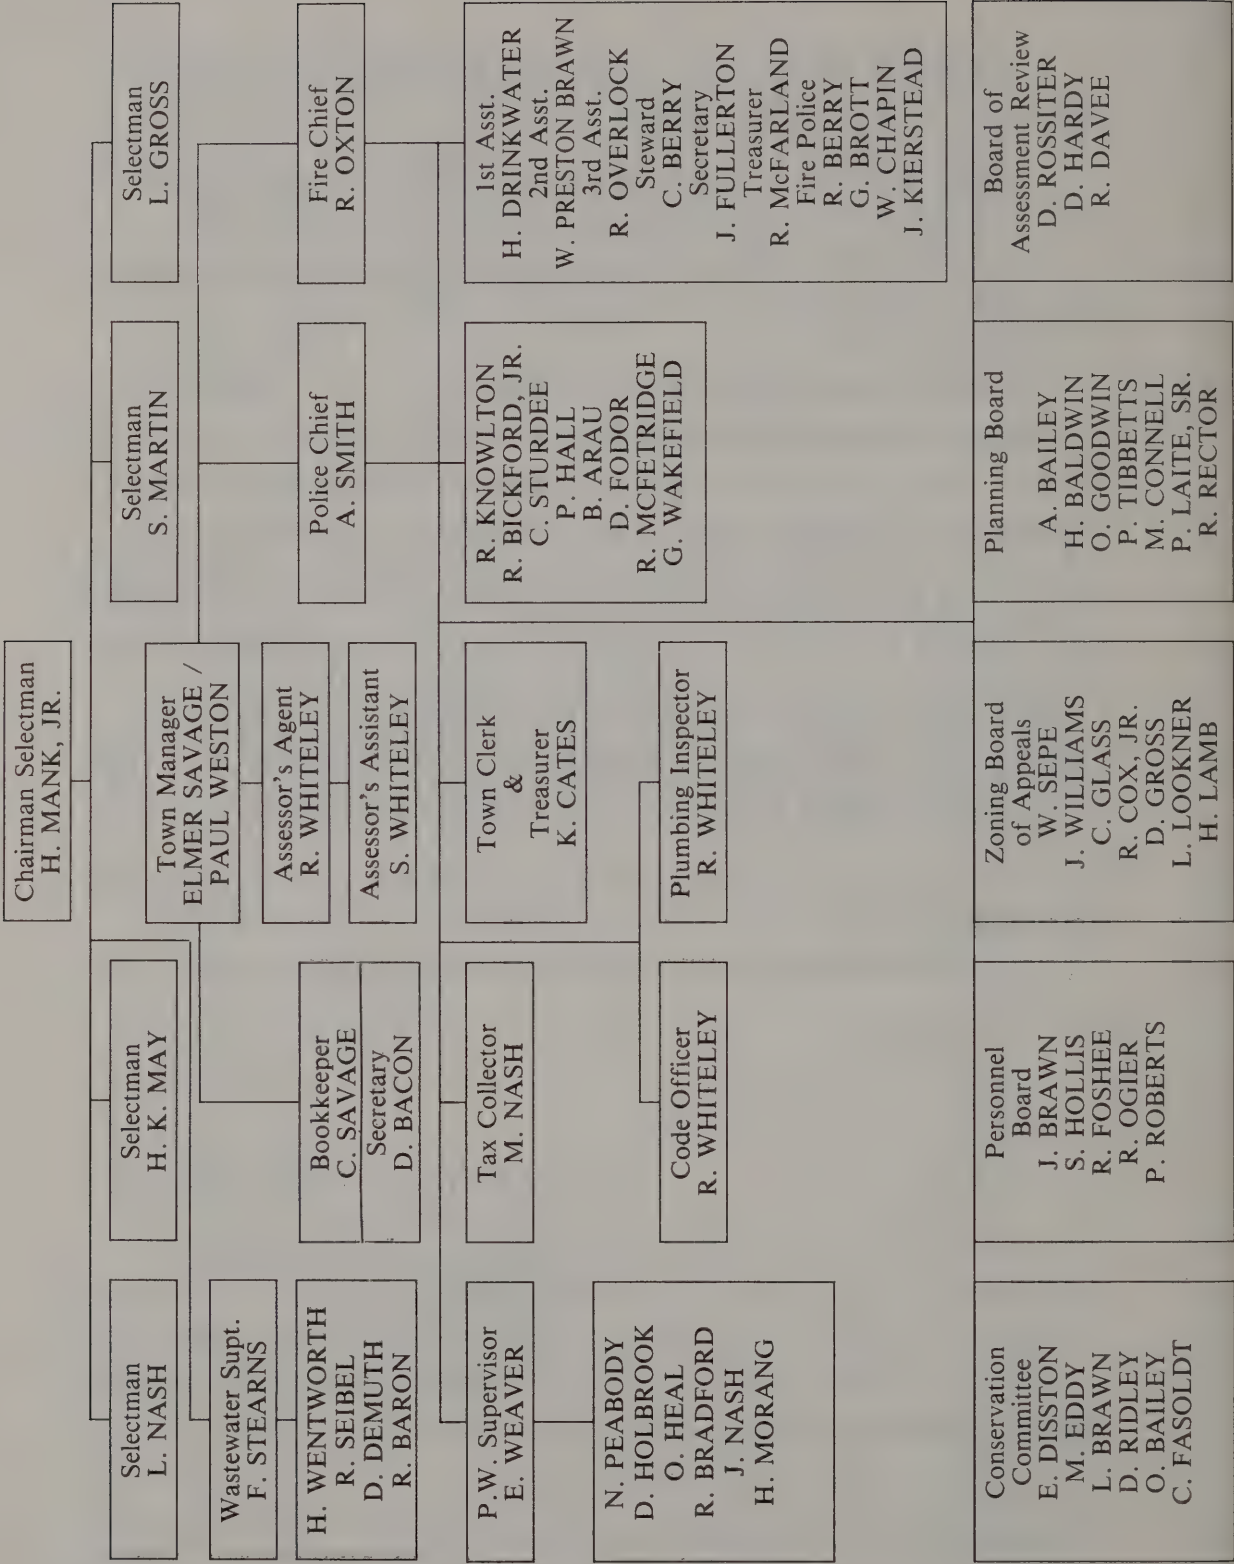 Chairman Selectman
H. MANK, JR.
Selectman
L. NASH
Selectman
H. K. MAY
Selectman
S. MARTIN
Selectman
L. GROSS
Town Manager
ELMER SAVAGE /
PAUL WESTON
Wastewater Supt.
F. STEARNS
H. WENTWORTH
R. SEIBEL
D. DEMUTH
R. BARON
Bookkeeper
C. SAVAGE
Secretary
D. BACON
Assessor's Agent
R. WHITELEY
Assessor's Assistant
S. WHITELEY
Police Chief
A. SMITH
Fire Chief
R. OXTON
P.W. Supervisor
E. WEAVER
N. PEABODY
D. HOLBROOK
O. HEAL
R. BRADFORD
J. NASH
H. MORANG
Tax Collector
M. NASH
Town Clerk
&
Treasurer
K. CATES
R. KNOWLTON
R. BICKFORD, JR.
C. STURDEE
P. HALL
B. ARAU
D. FODOR
R. MCFETRIDGE
G. WAKEFIELD
1st Asst.
H. DRINKWATER
2nd Asst.
W. PRESTON BRAWN
3rd Asst.
R. OVERLOCK
Steward
C. BERRY
Secretary
J. FULLERTON
Treasurer
R. McFARLAND
Fire Police
R. BERRY
G. BROTT
W. CHAPIN
J. KIERSTEAD
Code Officer
R. WHITELEY
Plumbing Inspector
R. WHITELEY
Conservation
Committee
E. DISSTON
M. EDDY
L. BRAWN
D. RIDLEY
O. BAILEY
C. FASOLDT
Personnel
Board
J. BRAWN
S. HOLLIS
R. FOSHEE
R. OGIER
P. ROBERTS
Zoning Board
of Appeals
W. SEPE
J. WILLIAMS
C. GLASS
R. COX, JR.
D. GROSS
L. LOOKNER
H. LAMB
Planning Board
A. BAILEY
H. BALDWIN
O. GOODWIN
P. TIBBETTS
M. CONNELL
P. LAITE, SR.
R. RECTOR
Board of
Assessment Review
D. ROSSITER
D. HARDY
R. DAVEE